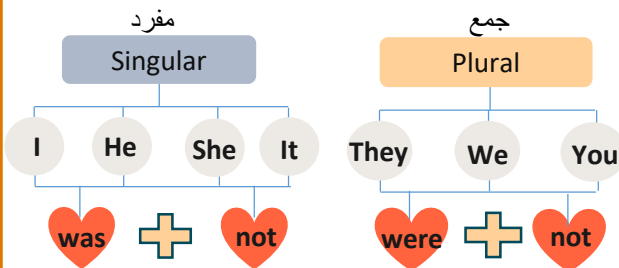 مفرد
جمع
Singular
Plural
I He She It
They We You
was + not
were + not